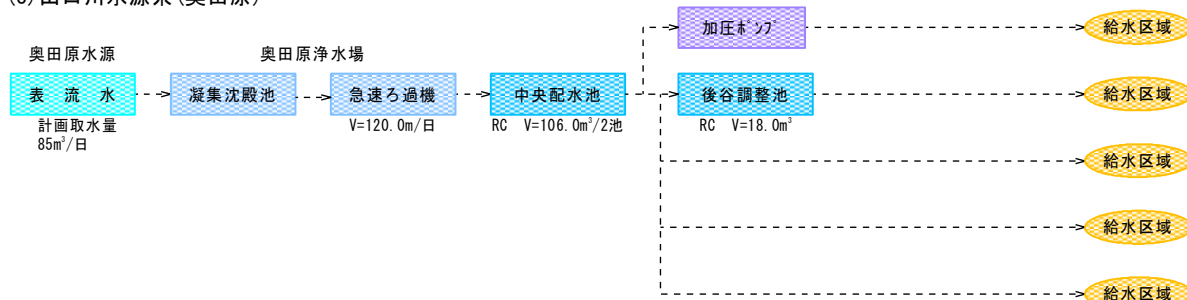 加圧ポンプ
給水区域
奥田原水源
奥田原浄水場
表 流 水
凝集沈殿池
急速ろ過機
中央配水池
後谷調整池
給水区域
計画取水量
85m³/日
V=120.0m/日
RC V=106.0m³/2池
RC V=18.0m³
給水区域
給水区域
給水区域